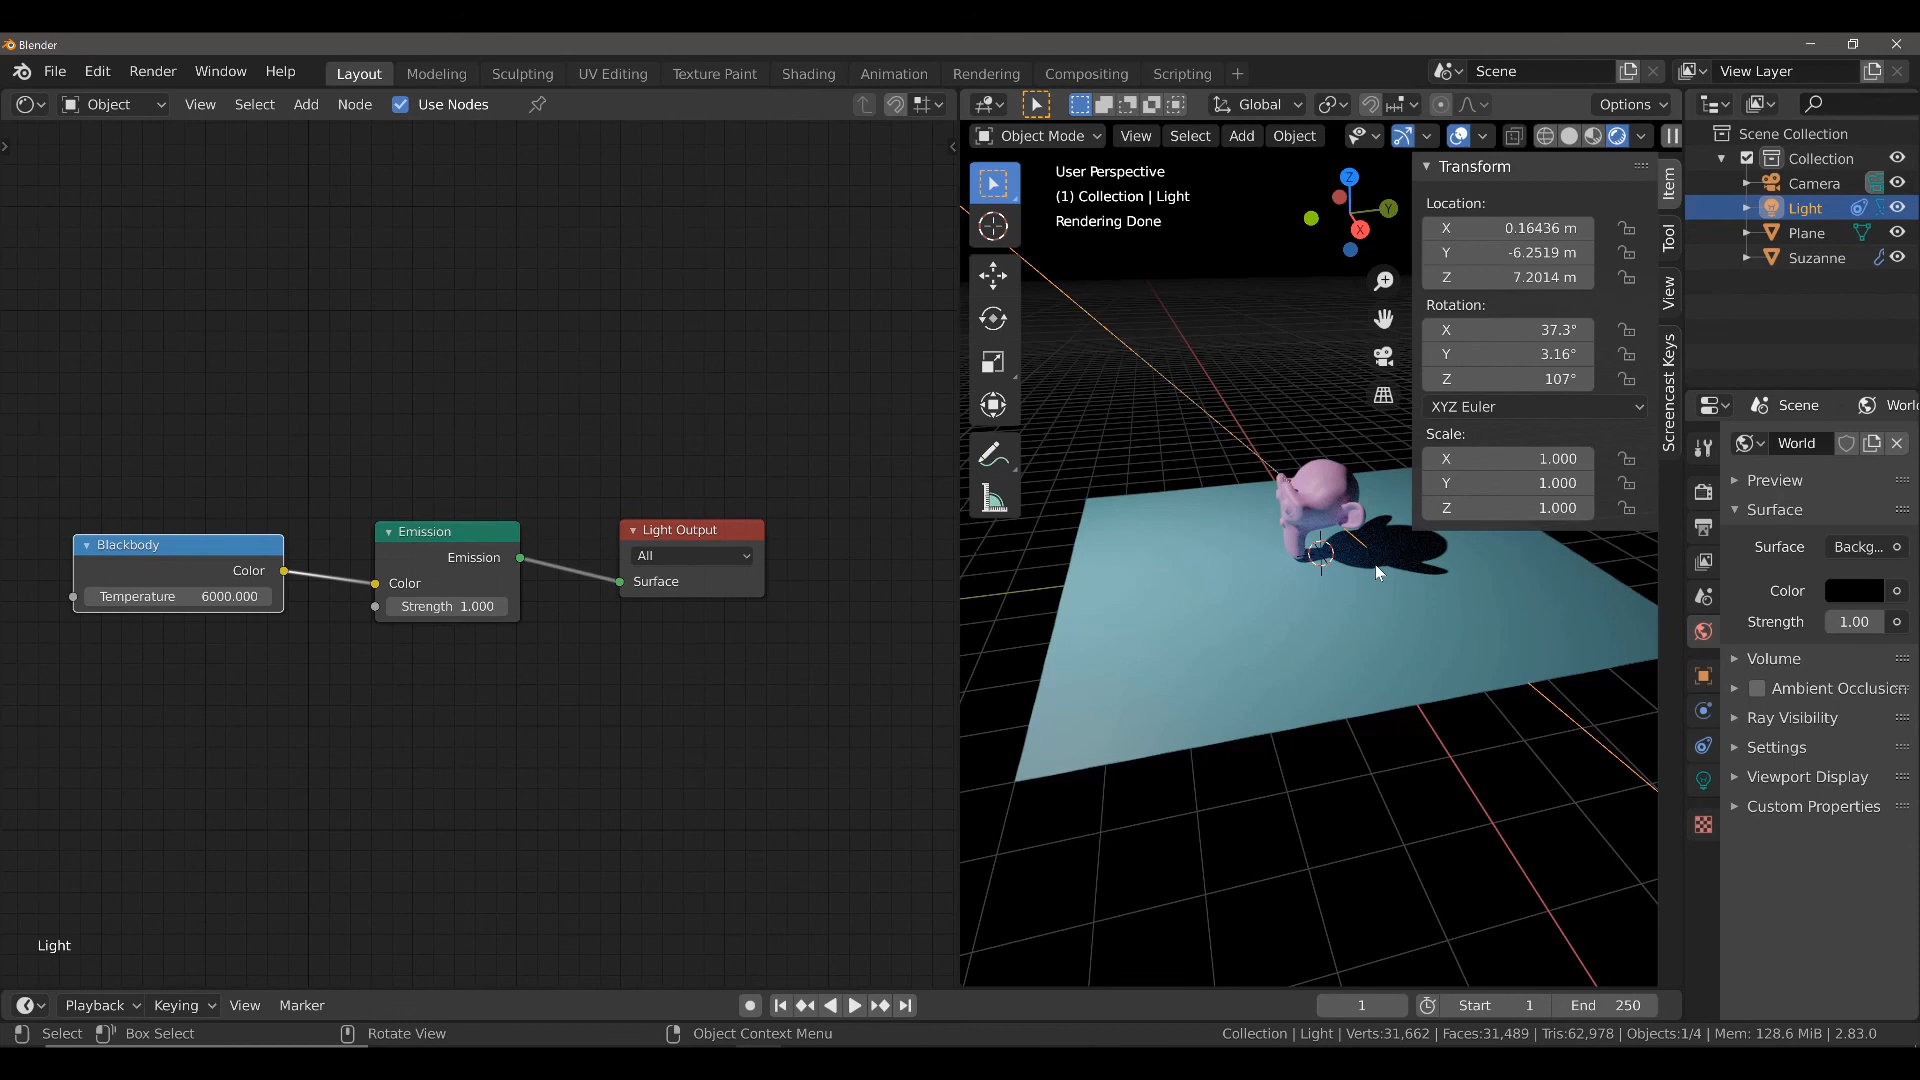 Blender
File Edit Render Window Help Layout Modeling Sculpting UV Editing Texture Paint Shading Animation Rendering Compositing Scripting + Scene View Layer
Object View Select Add Node Use Nodes Global Options
Object Mode View Select Add Object
User Perspective
(1) Collection | Light
Rendering Done
Z
Y
X
Transform
Location:
X 0.16436 m
Y -6.2519 m
Z 7.2014 m
Rotation:
X 37.3°
Y 3.16°
Z 107°
XYZ Euler
Scale:
X 1.000
Y 1.000
Z 1.000
Item
Tool
View
Screencast Keys
Scene Collection
Collection
Camera
Light
Plane
Suzanne
Scene Worl
World
Preview
Surface
Surface Backg...
Color
Strength 1.00
Volume
Ambient Occlusion
Ray Visibility
Settings
Viewport Display
Custom Properties
Blackbody
Color
Temperature 6000.000
Emission
Emission
Color
Strength 1.000
Light Output
All
Surface
Light
Playback Keying View Marker 1 Start 1 End 250
Select Box Select Rotate View Object Context Menu Collection | Light | Verts:31,662 | Faces:31,489 | Tris:62,978 | Objects:1/4 | Mem: 128.6 MiB | 2.83.0